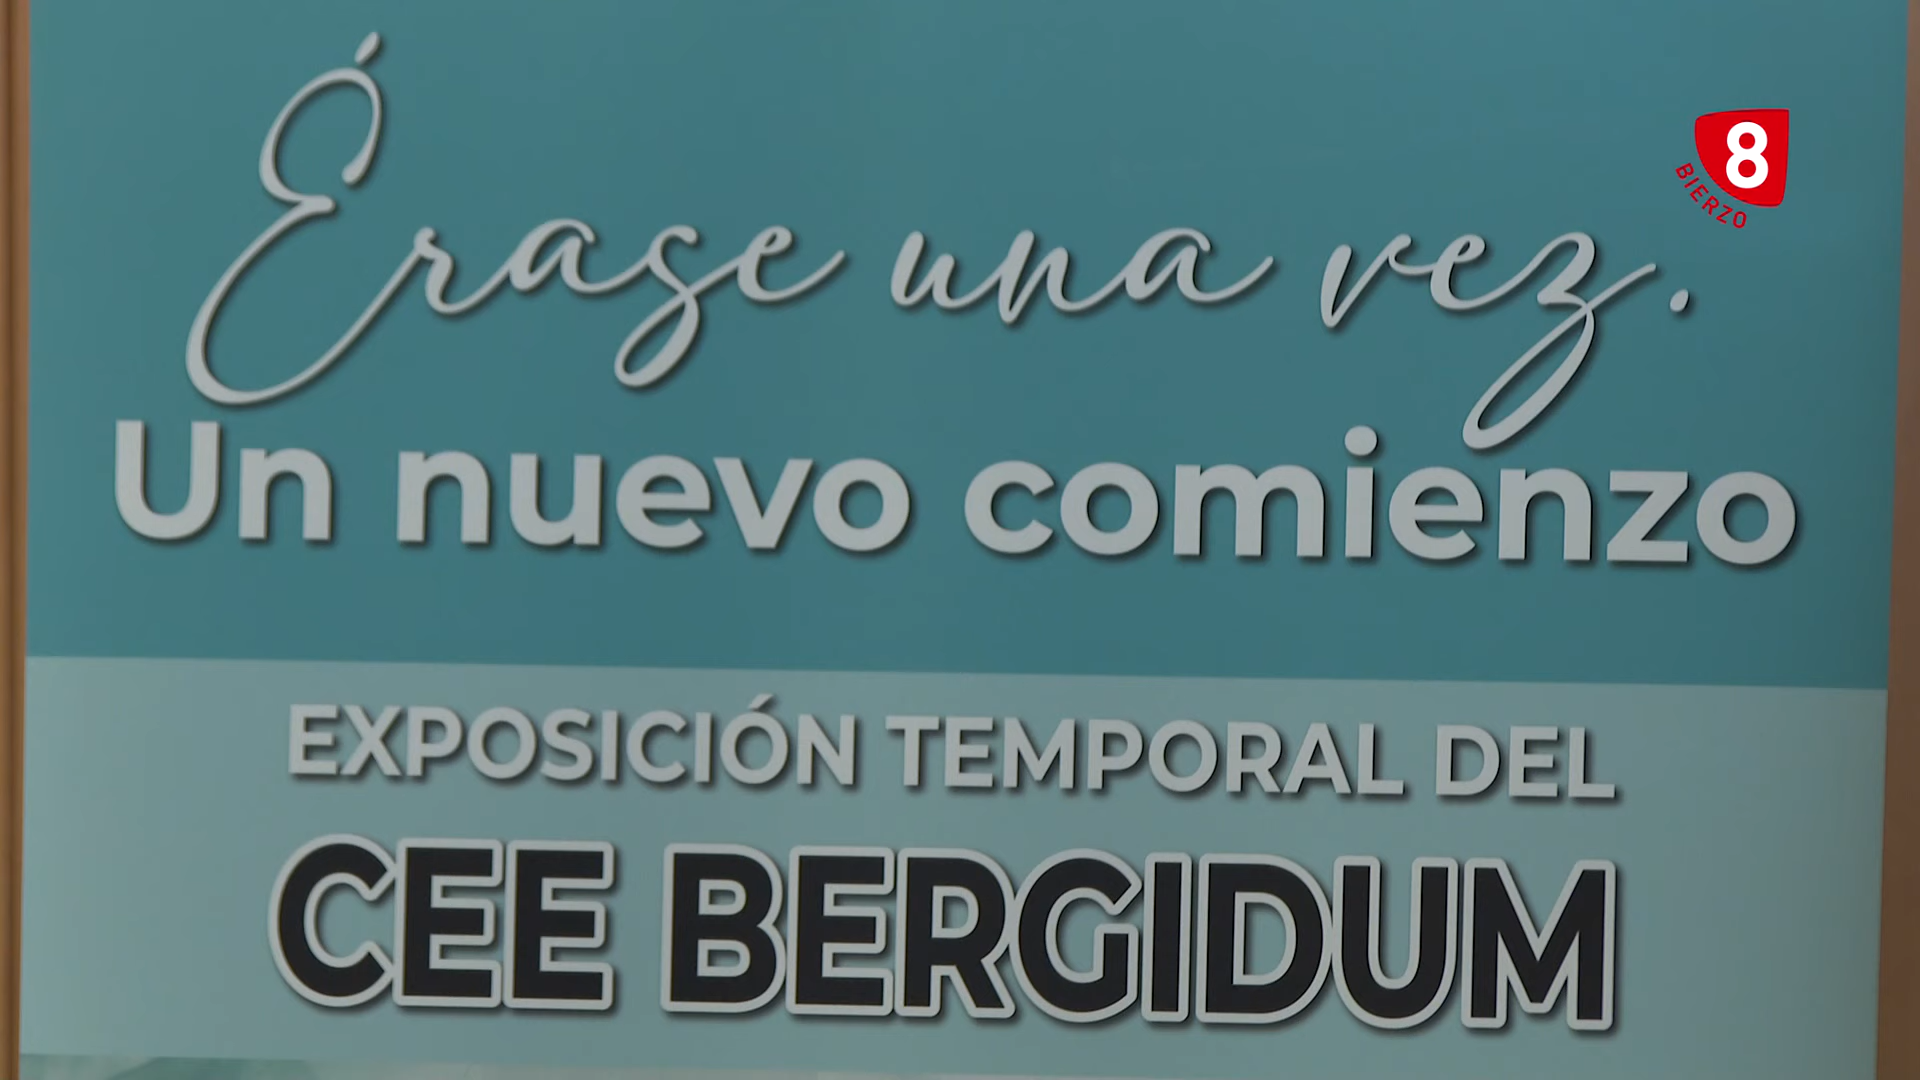 Érase una vez.
8
BIERZO
Un nuevo comienzo
EXPOSICIÓN TEMPORAL DEL
CEE BERGIDUM